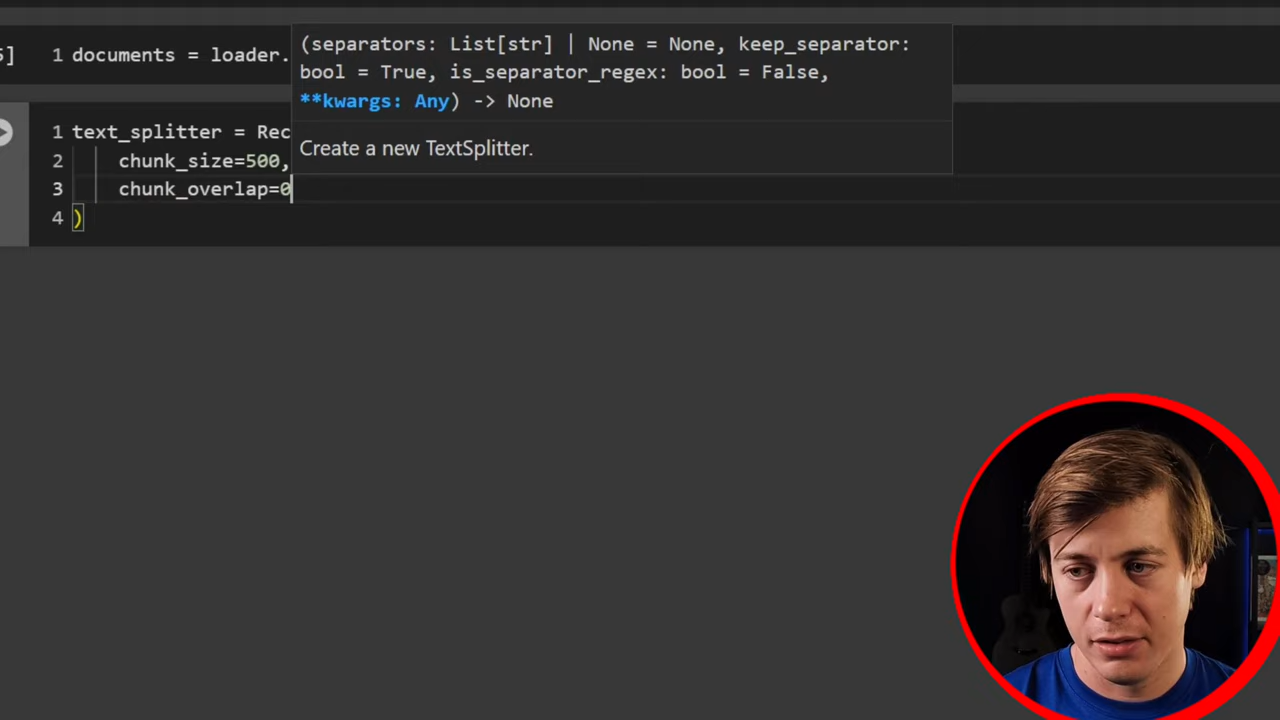 5]
1 documents = loader.
(separators: List[str] | None = None, keep_separator:
bool = True, is_separator_regex: bool = False,
**kwargs: Any) -> None
Create a new TextSplitter.
1 text_splitter = Rec
2 chunk_size=500,
3 chunk_overlap=0
4 )